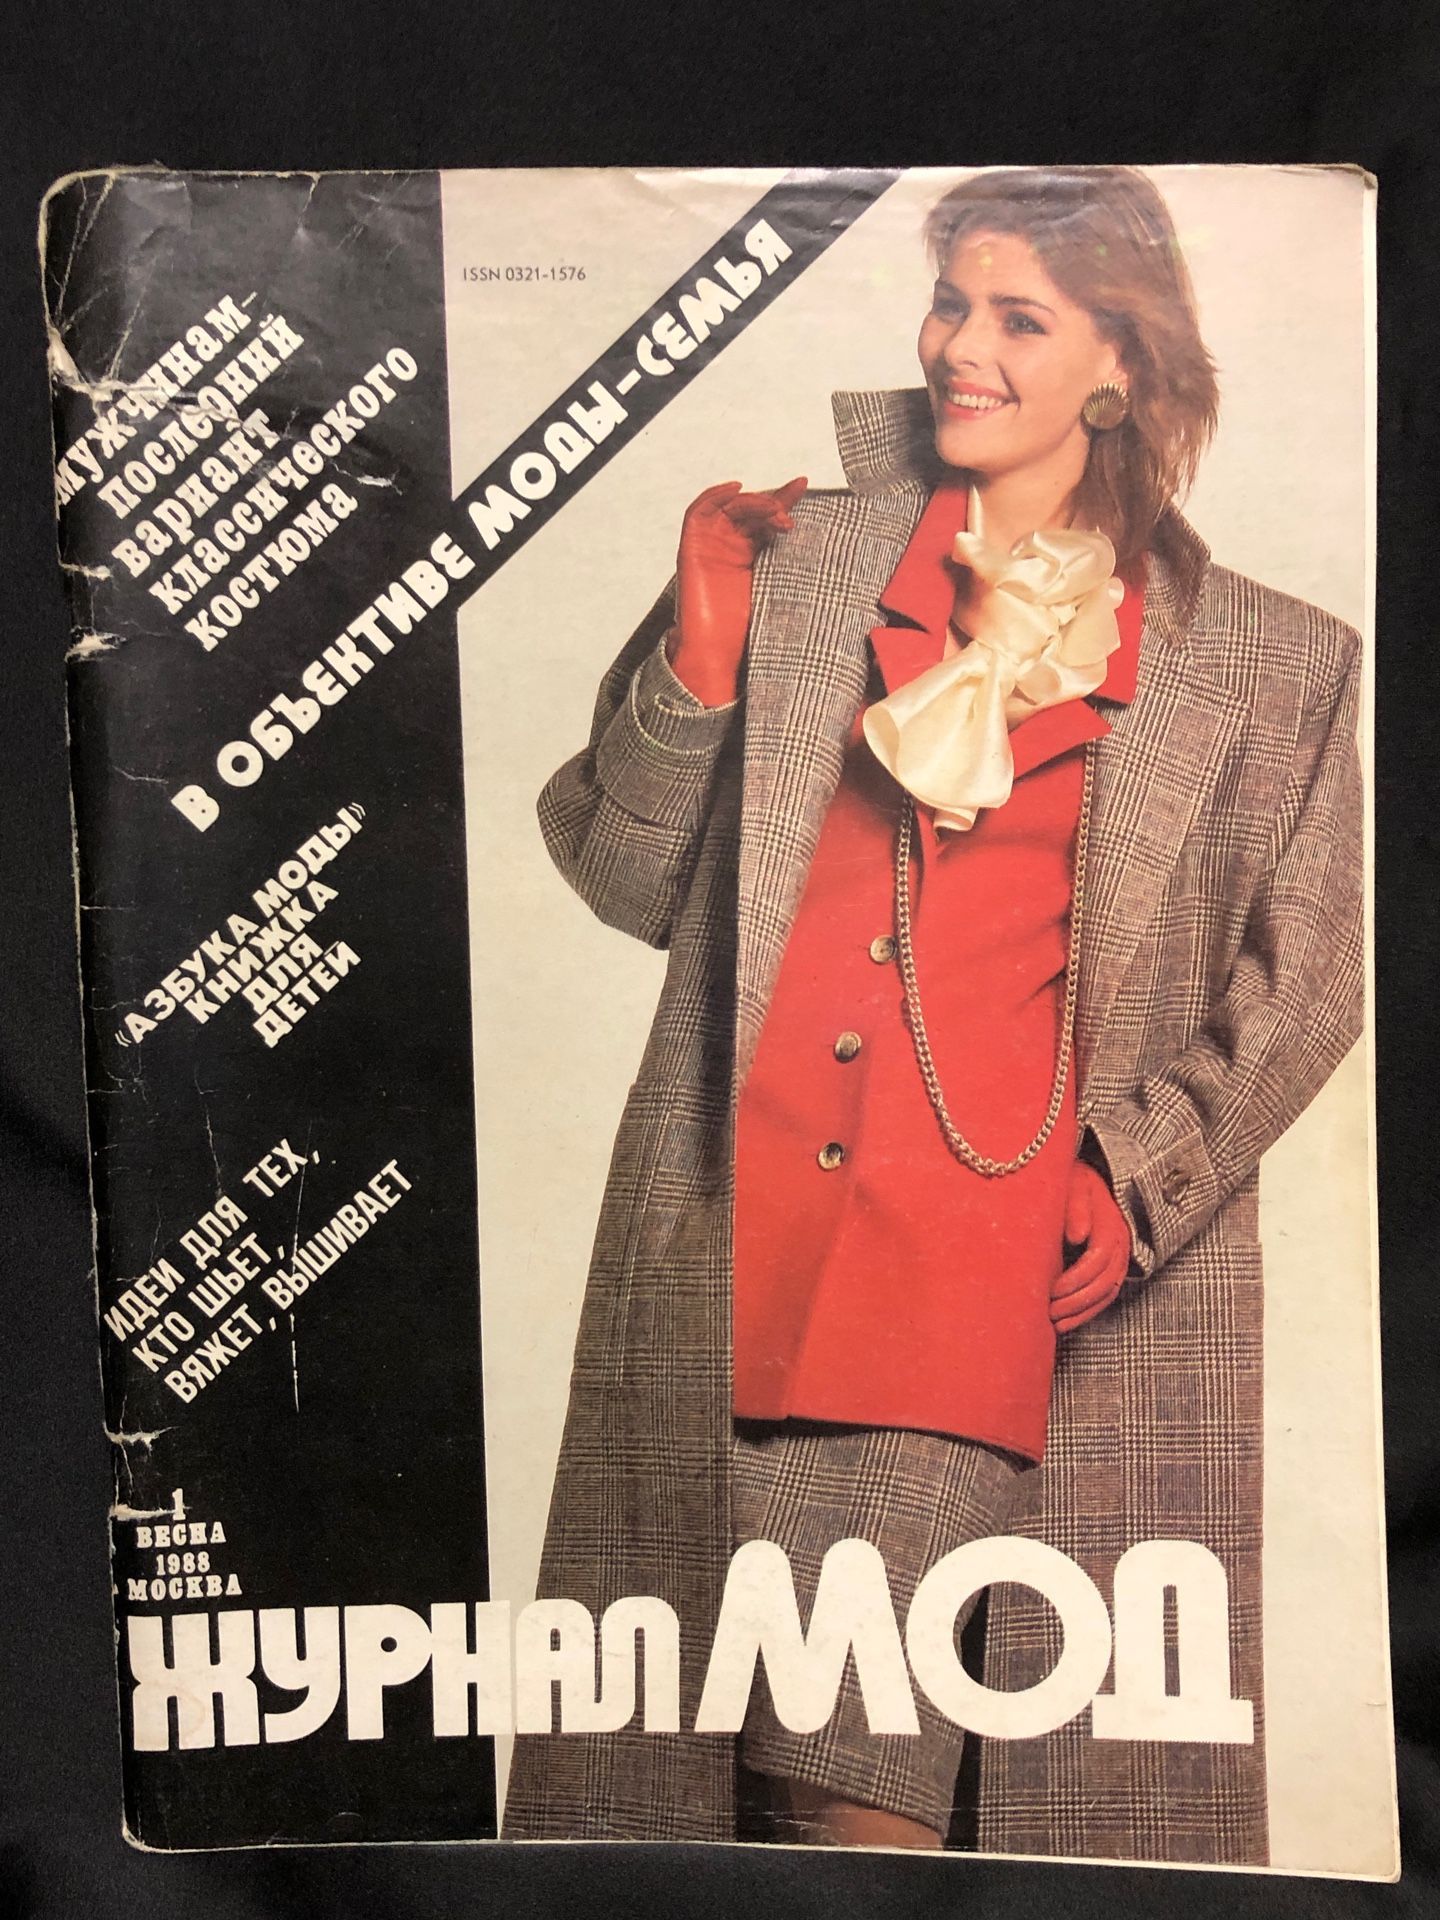 ISSN 0321-1576
мужчинам-
последний
вариант
классического
костюма
В ОБЪЕКТИВЕ МОДЫ-СЕМЬЯ
«АЗБУКА МОДЫ»
КНИЖКА
ДЛЯ
ДЕТЕЙ
ИДЕИ ДЛЯ ТЕХ,
КТО ШЬЕТ,
ВЯЖЕТ, ВЫШИВАЕТ
1
ВЕСНА
1988
МОСКВА
ЖУРНАЛ МОД